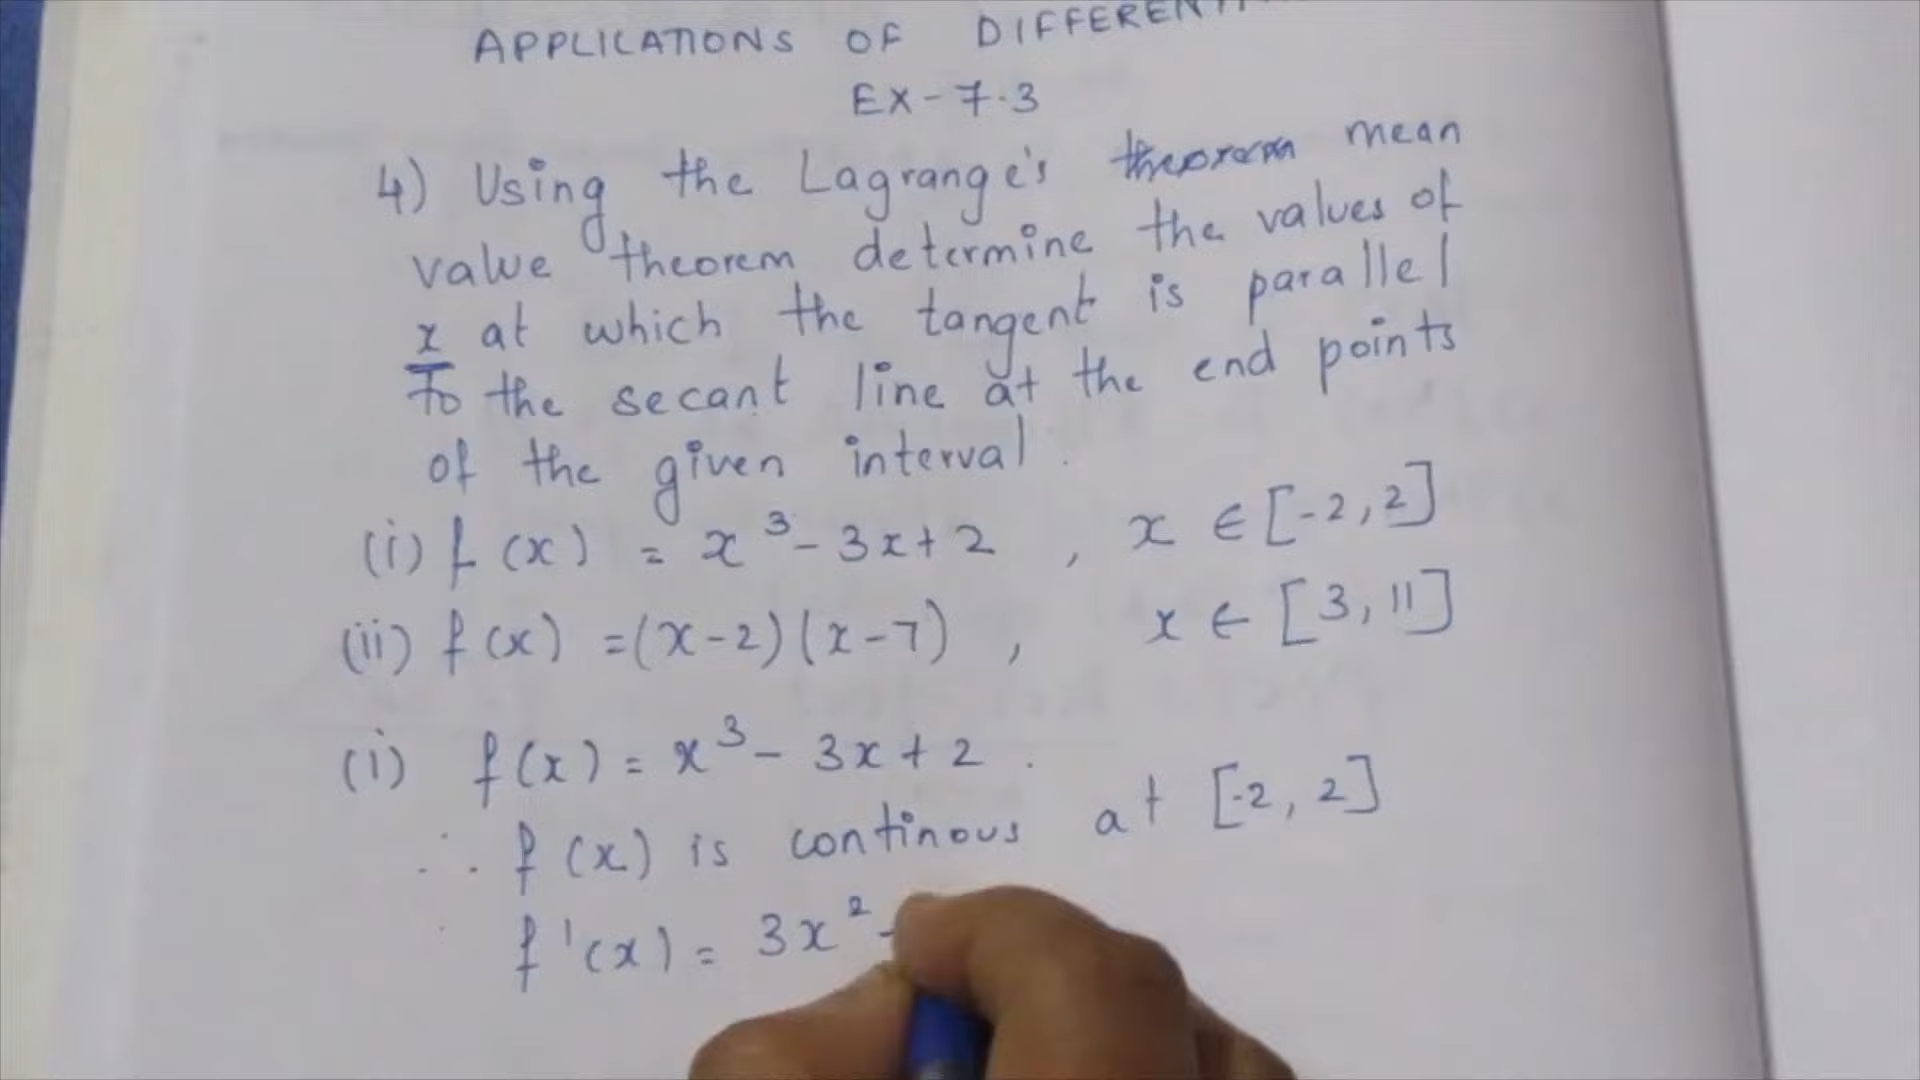 APPLICATIONS OF
EX-7.3
4) Using the Lagrange's theorem mean
value theorem determine the values of
x at which the tangent is parallel
To the secant line at the end points
of the given interval.
(i) f(x) = x³ - 3x + 2 , x ∈ [-2, 2]
(ii) f(x) = (x-2)(x-7) , x ∈ [3, 11]
(i) f(x) = x³ - 3x + 2 .
∴ f(x) is continous at [-2, 2]
f'(x) = 3x² -